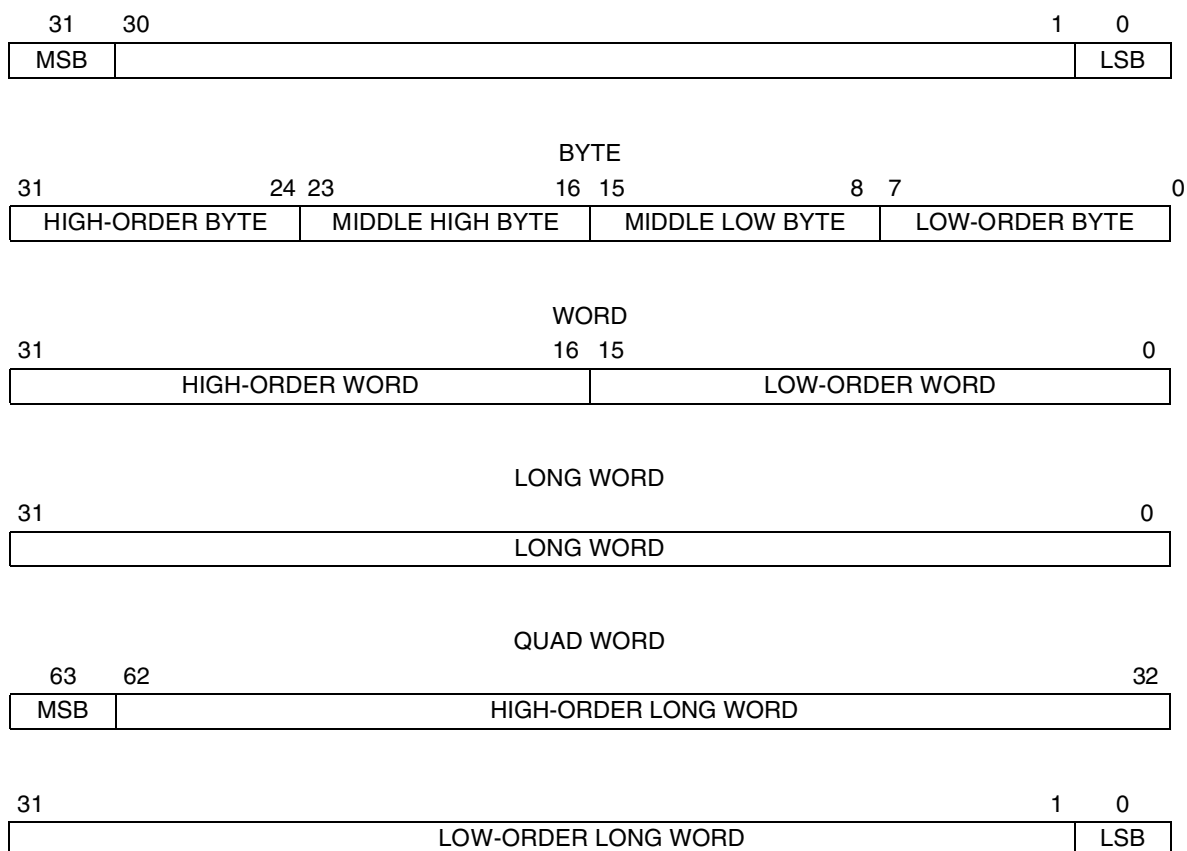 31 30 1 0
MSB LSB
BYTE
31 24 23 16 15 8 7 0
HIGH-ORDER BYTE MIDDLE HIGH BYTE MIDDLE LOW BYTE LOW-ORDER BYTE
WORD
31 16 15 0
HIGH-ORDER WORD LOW-ORDER WORD
LONG WORD
31 0
LONG WORD
QUAD WORD
63 62 32
MSB HIGH-ORDER LONG WORD
31 1 0
LOW-ORDER LONG WORD LSB